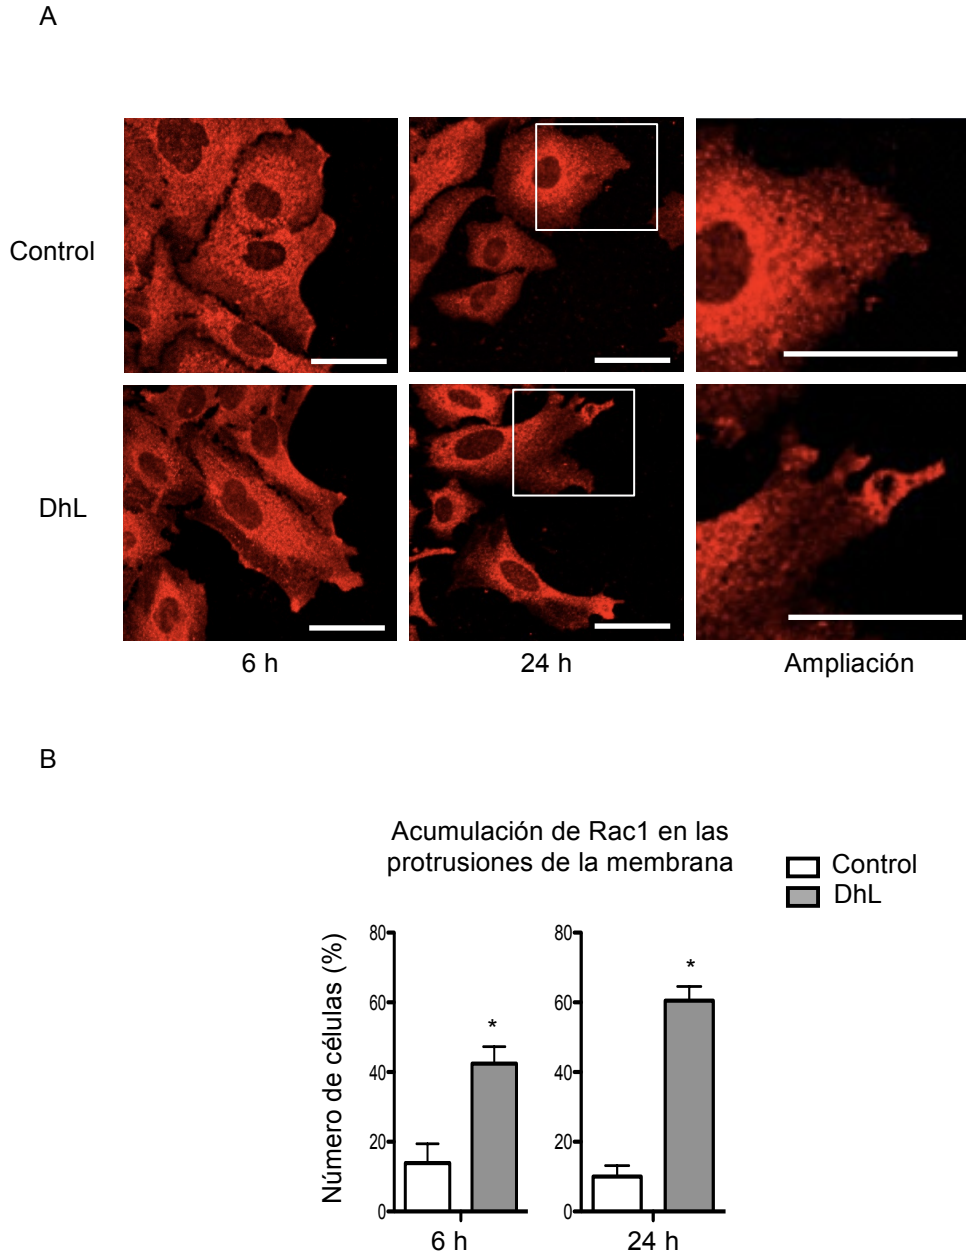 A
Control
DhL
6 h
24 h
Ampliación
B
Acumulación de Rac1 en las
protrusiones de la membrana
Control
DhL
Número de células (%)
80
60
40
20
0
*
6 h
80
60
40
20
0
*
24 h